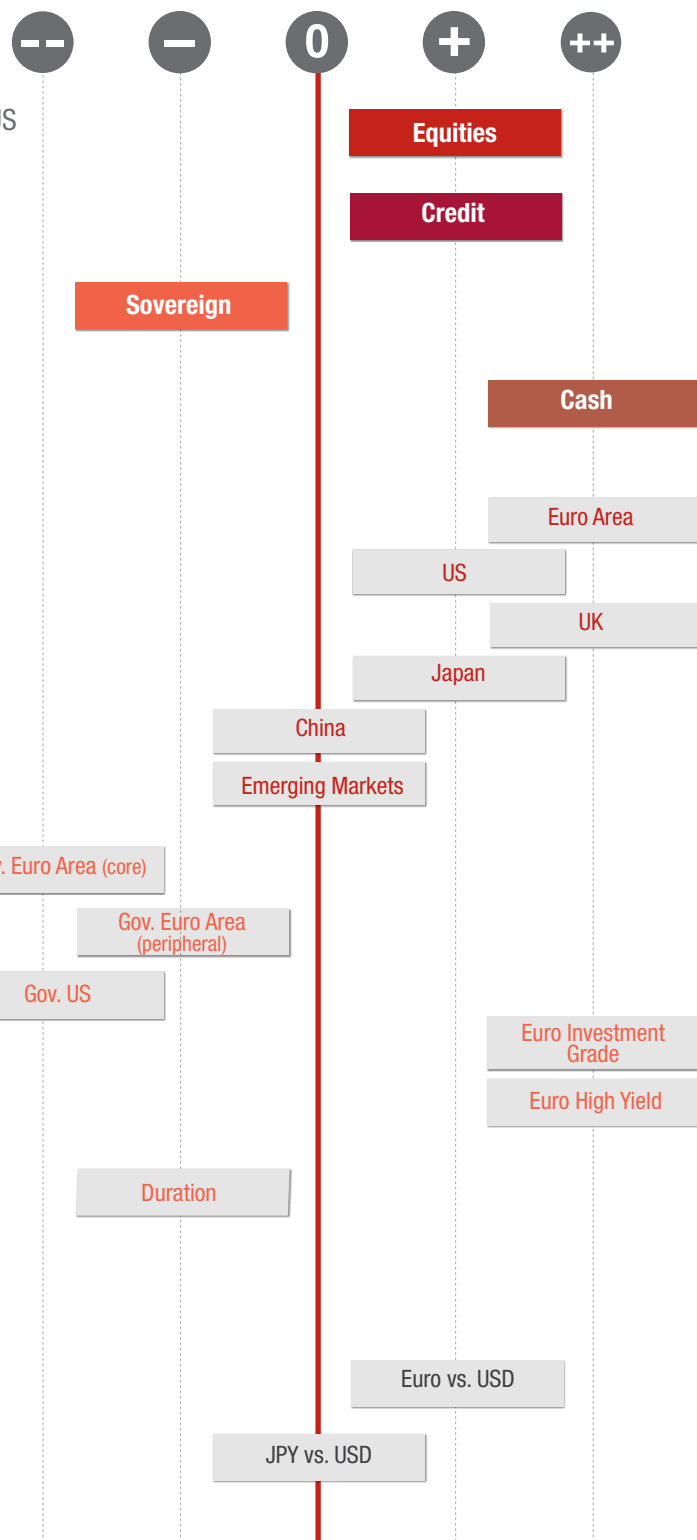 -- — 0 + ++
US
Equities
Credit
Sovereign
Cash
Euro Area
US
UK
Japan
China
Emerging Markets
. Euro Area (core)
Gov. Euro Area
(peripheral)
Gov. US
Euro Investment
Grade
Euro High Yield
Duration
Euro vs. USD
JPY vs. USD